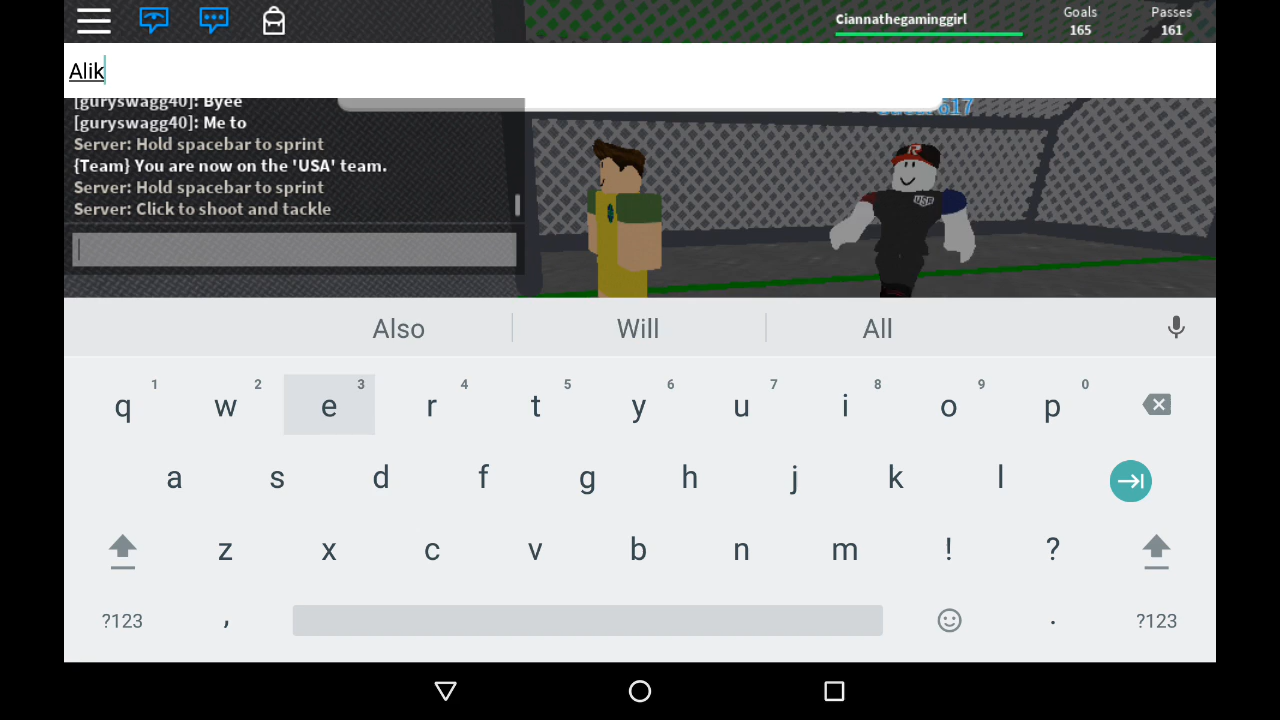 Ciannathegaminggirl
Goals
165
Passes
161
Alik
[guryswagg40]: Byee
[guryswagg40]: Me to
Server: Hold spacebar to sprint
{Team} You are now on the 'USA' team.
Server: Hold spacebar to sprint
Server: Click to shoot and tackle
USA
Also Will All
1 2 3 4 5 6 7 8 9 0
q w e r t y u i o p
a s d f g h j k l
z x c v b n m ! ?
?123 , . ?123